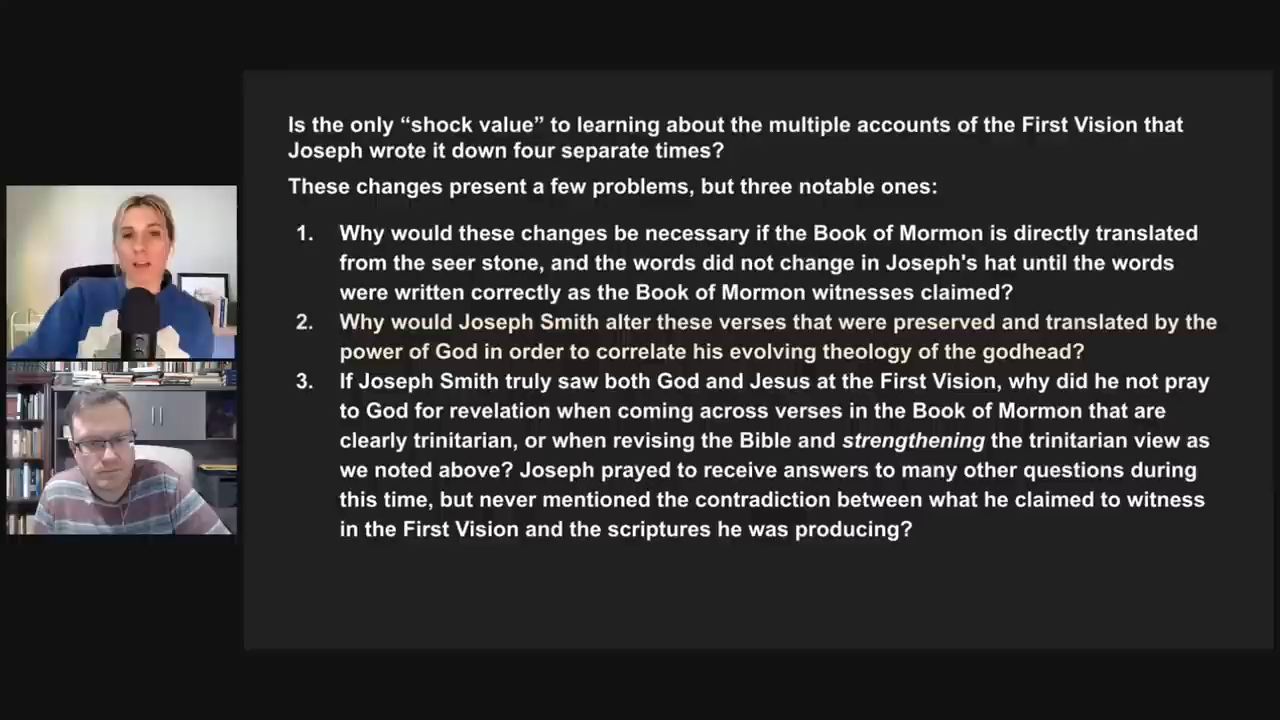 Is the only “shock value” to learning about the multiple accounts of the First Vision that
Joseph wrote it down four separate times?
These changes present a few problems, but three notable ones:
1. Why would these changes be necessary if the Book of Mormon is directly translated
from the seer stone, and the words did not change in Joseph's hat until the words
were written correctly as the Book of Mormon witnesses claimed?
2. Why would Joseph Smith alter these verses that were preserved and translated by the
power of God in order to correlate his evolving theology of the godhead?
3. If Joseph Smith truly saw both God and Jesus at the First Vision, why did he not pray
to God for revelation when coming across verses in the Book of Mormon that are
clearly trinitarian, or when revising the Bible and strengthening the trinitarian view as
we noted above? Joseph prayed to receive answers to many other questions during
this time, but never mentioned the contradiction between what he claimed to witness
in the First Vision and the scriptures he was producing?